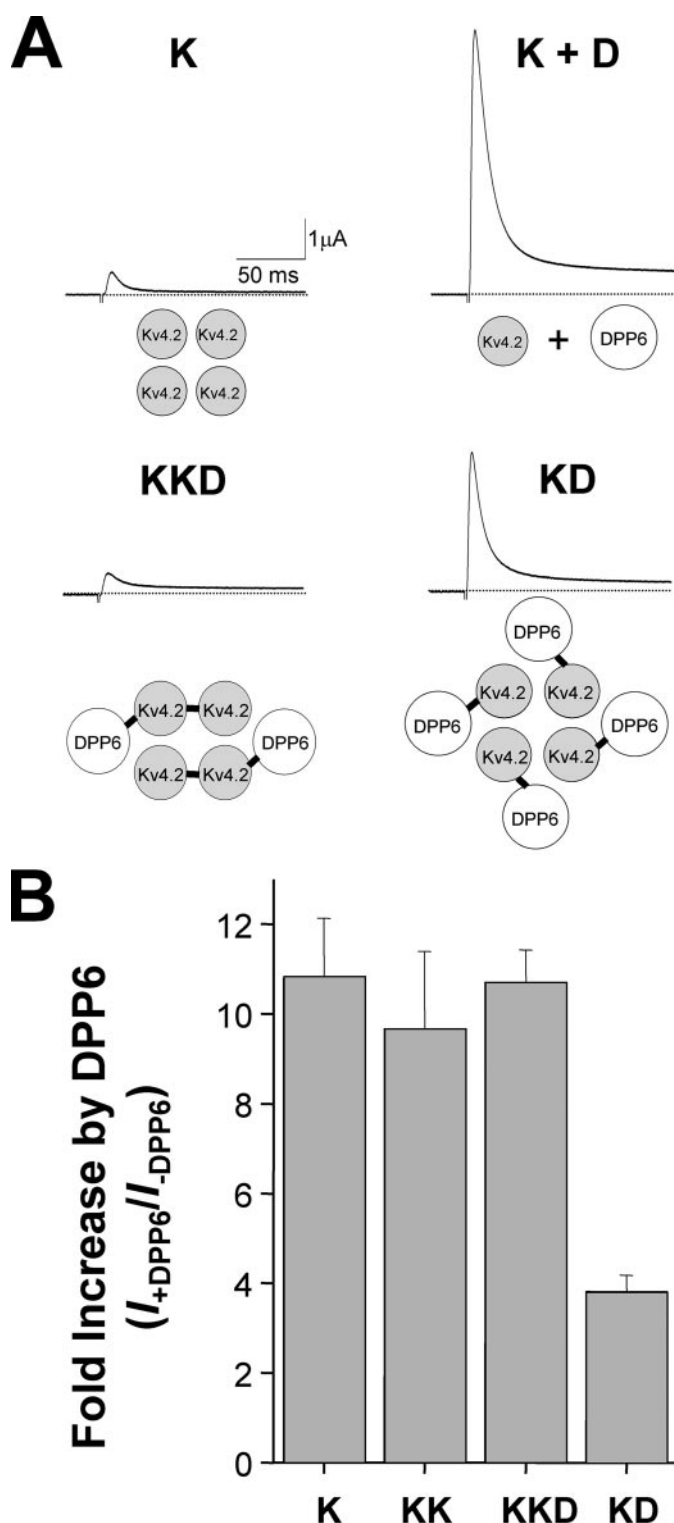 A
K
K + D
1μA
50 ms
Kv4.2 Kv4.2
Kv4.2 Kv4.2
Kv4.2 + DPP6
KKD
KD
DPP6
Kv4.2 Kv4.2
Kv4.2 Kv4.2
DPP6 Kv4.2 Kv4.2 DPP6
DPP6 DPP6
Kv4.2 Kv4.2
DPP6
B
Fold Increase by DPP6
(I+DPP6/I-DPP6)
12
10
8
6
4
2
0
K KK KKD KD